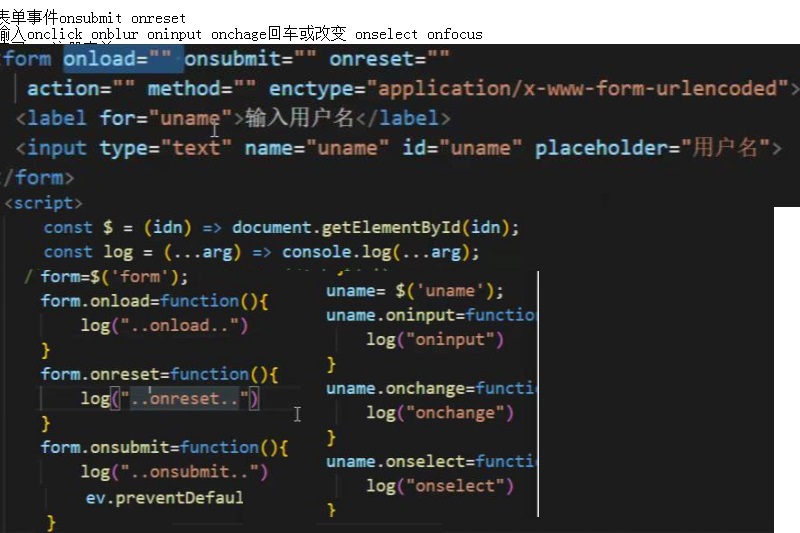 表单事件onsubmit onreset
输入onclick onblur oninput onchage回车或改变 onselect onfocus
form onload="" onsubmit="" onreset=""
action="" method="" enctype="application/x-www-form-urlencoded">
<label for="uname">输入用户名</label>
<input type="text" name="uname" id="uname" placeholder="用户名">
/form>
<script>
const $ = (idn) => document.getElementById(idn);
const log = (...arg) => console.log(...arg);
/ form=$('form');
form.onload=function(){
log("..onload..")
}
form.onreset=function(){
log("..onreset..")
}
form.onsubmit=function(){
log("..onsubmit..")
ev.preventDefaul
}
uname= $('uname');
uname.oninput=functio
log("oninput")
}
uname.onchange=functi
log("onchange")
}
uname.onselect=functi
log("onselect")
}